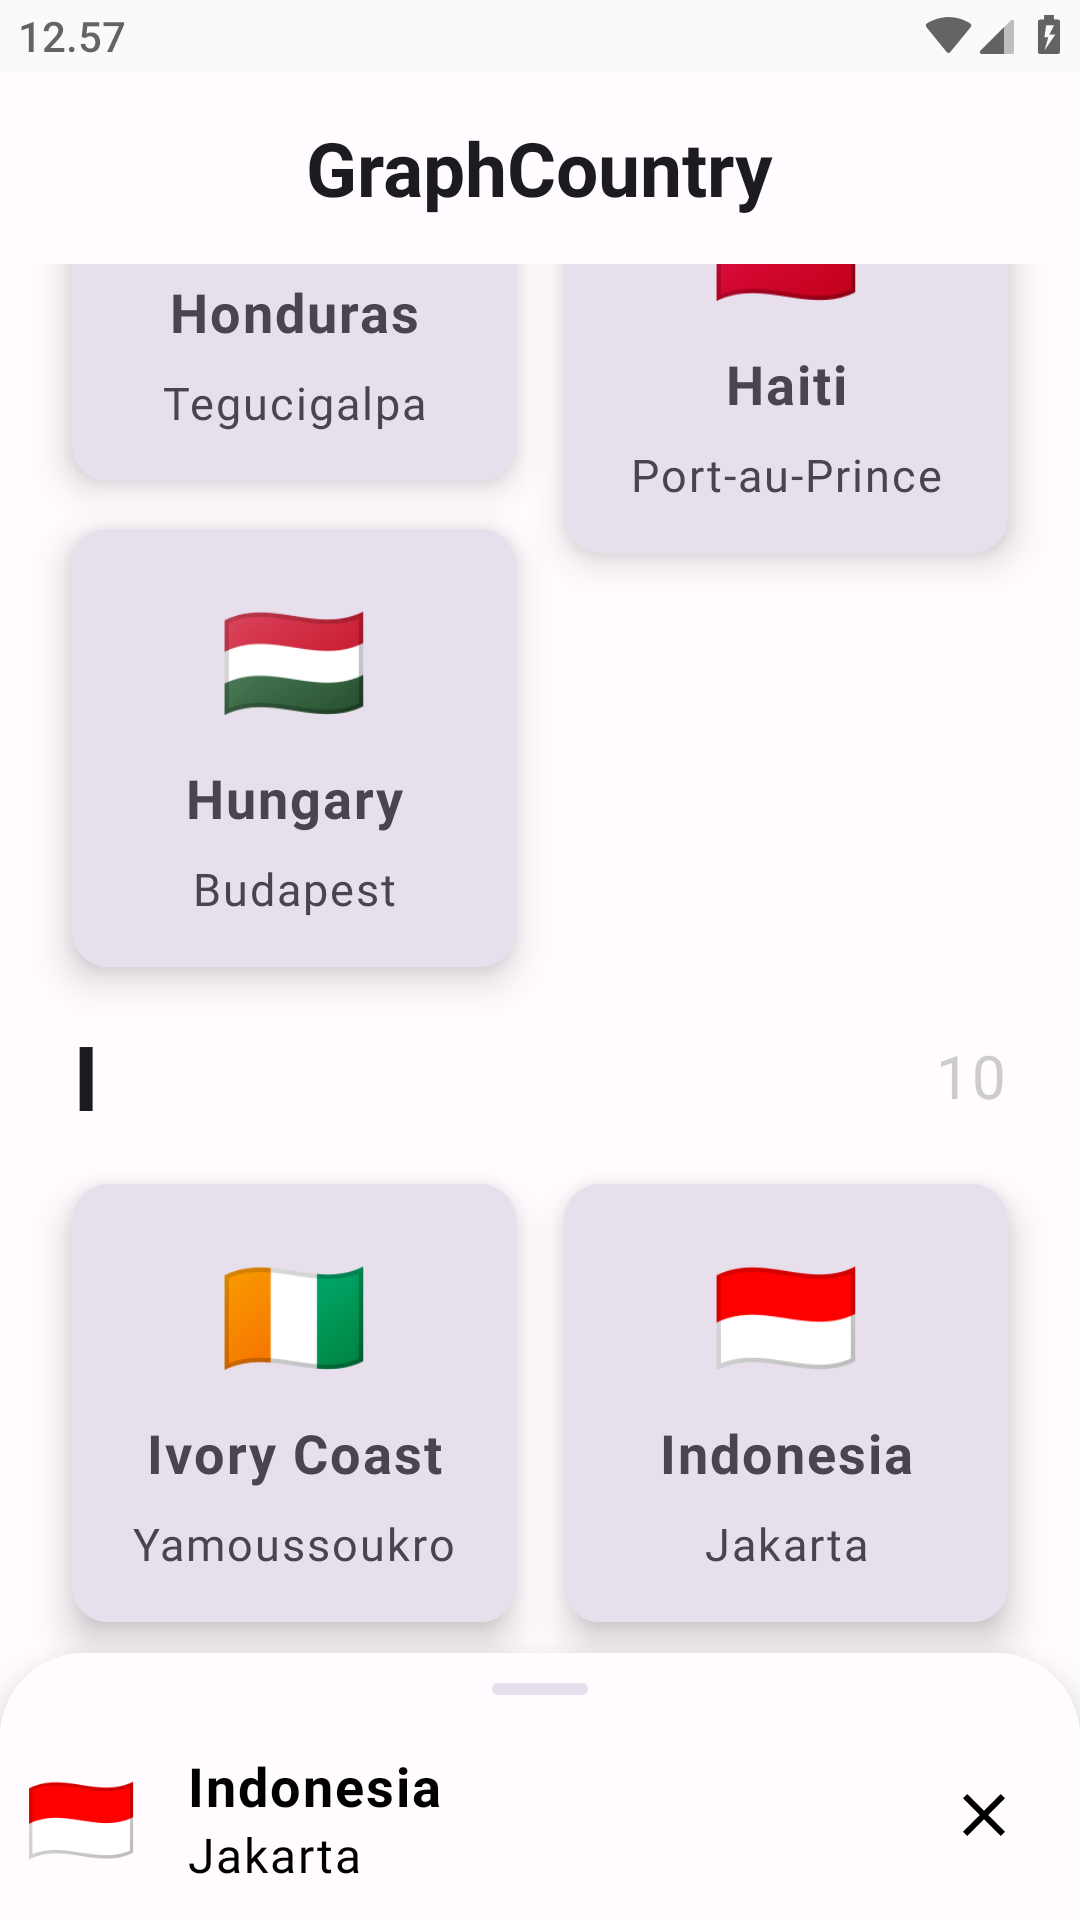 12.57
GraphCountry
Honduras
Tegucigalpa
Haiti
Port-au-Prince
Hungary
Budapest
I
10
Ivory Coast
Yamoussoukro
Indonesia
Jakarta
Indonesia
Jakarta